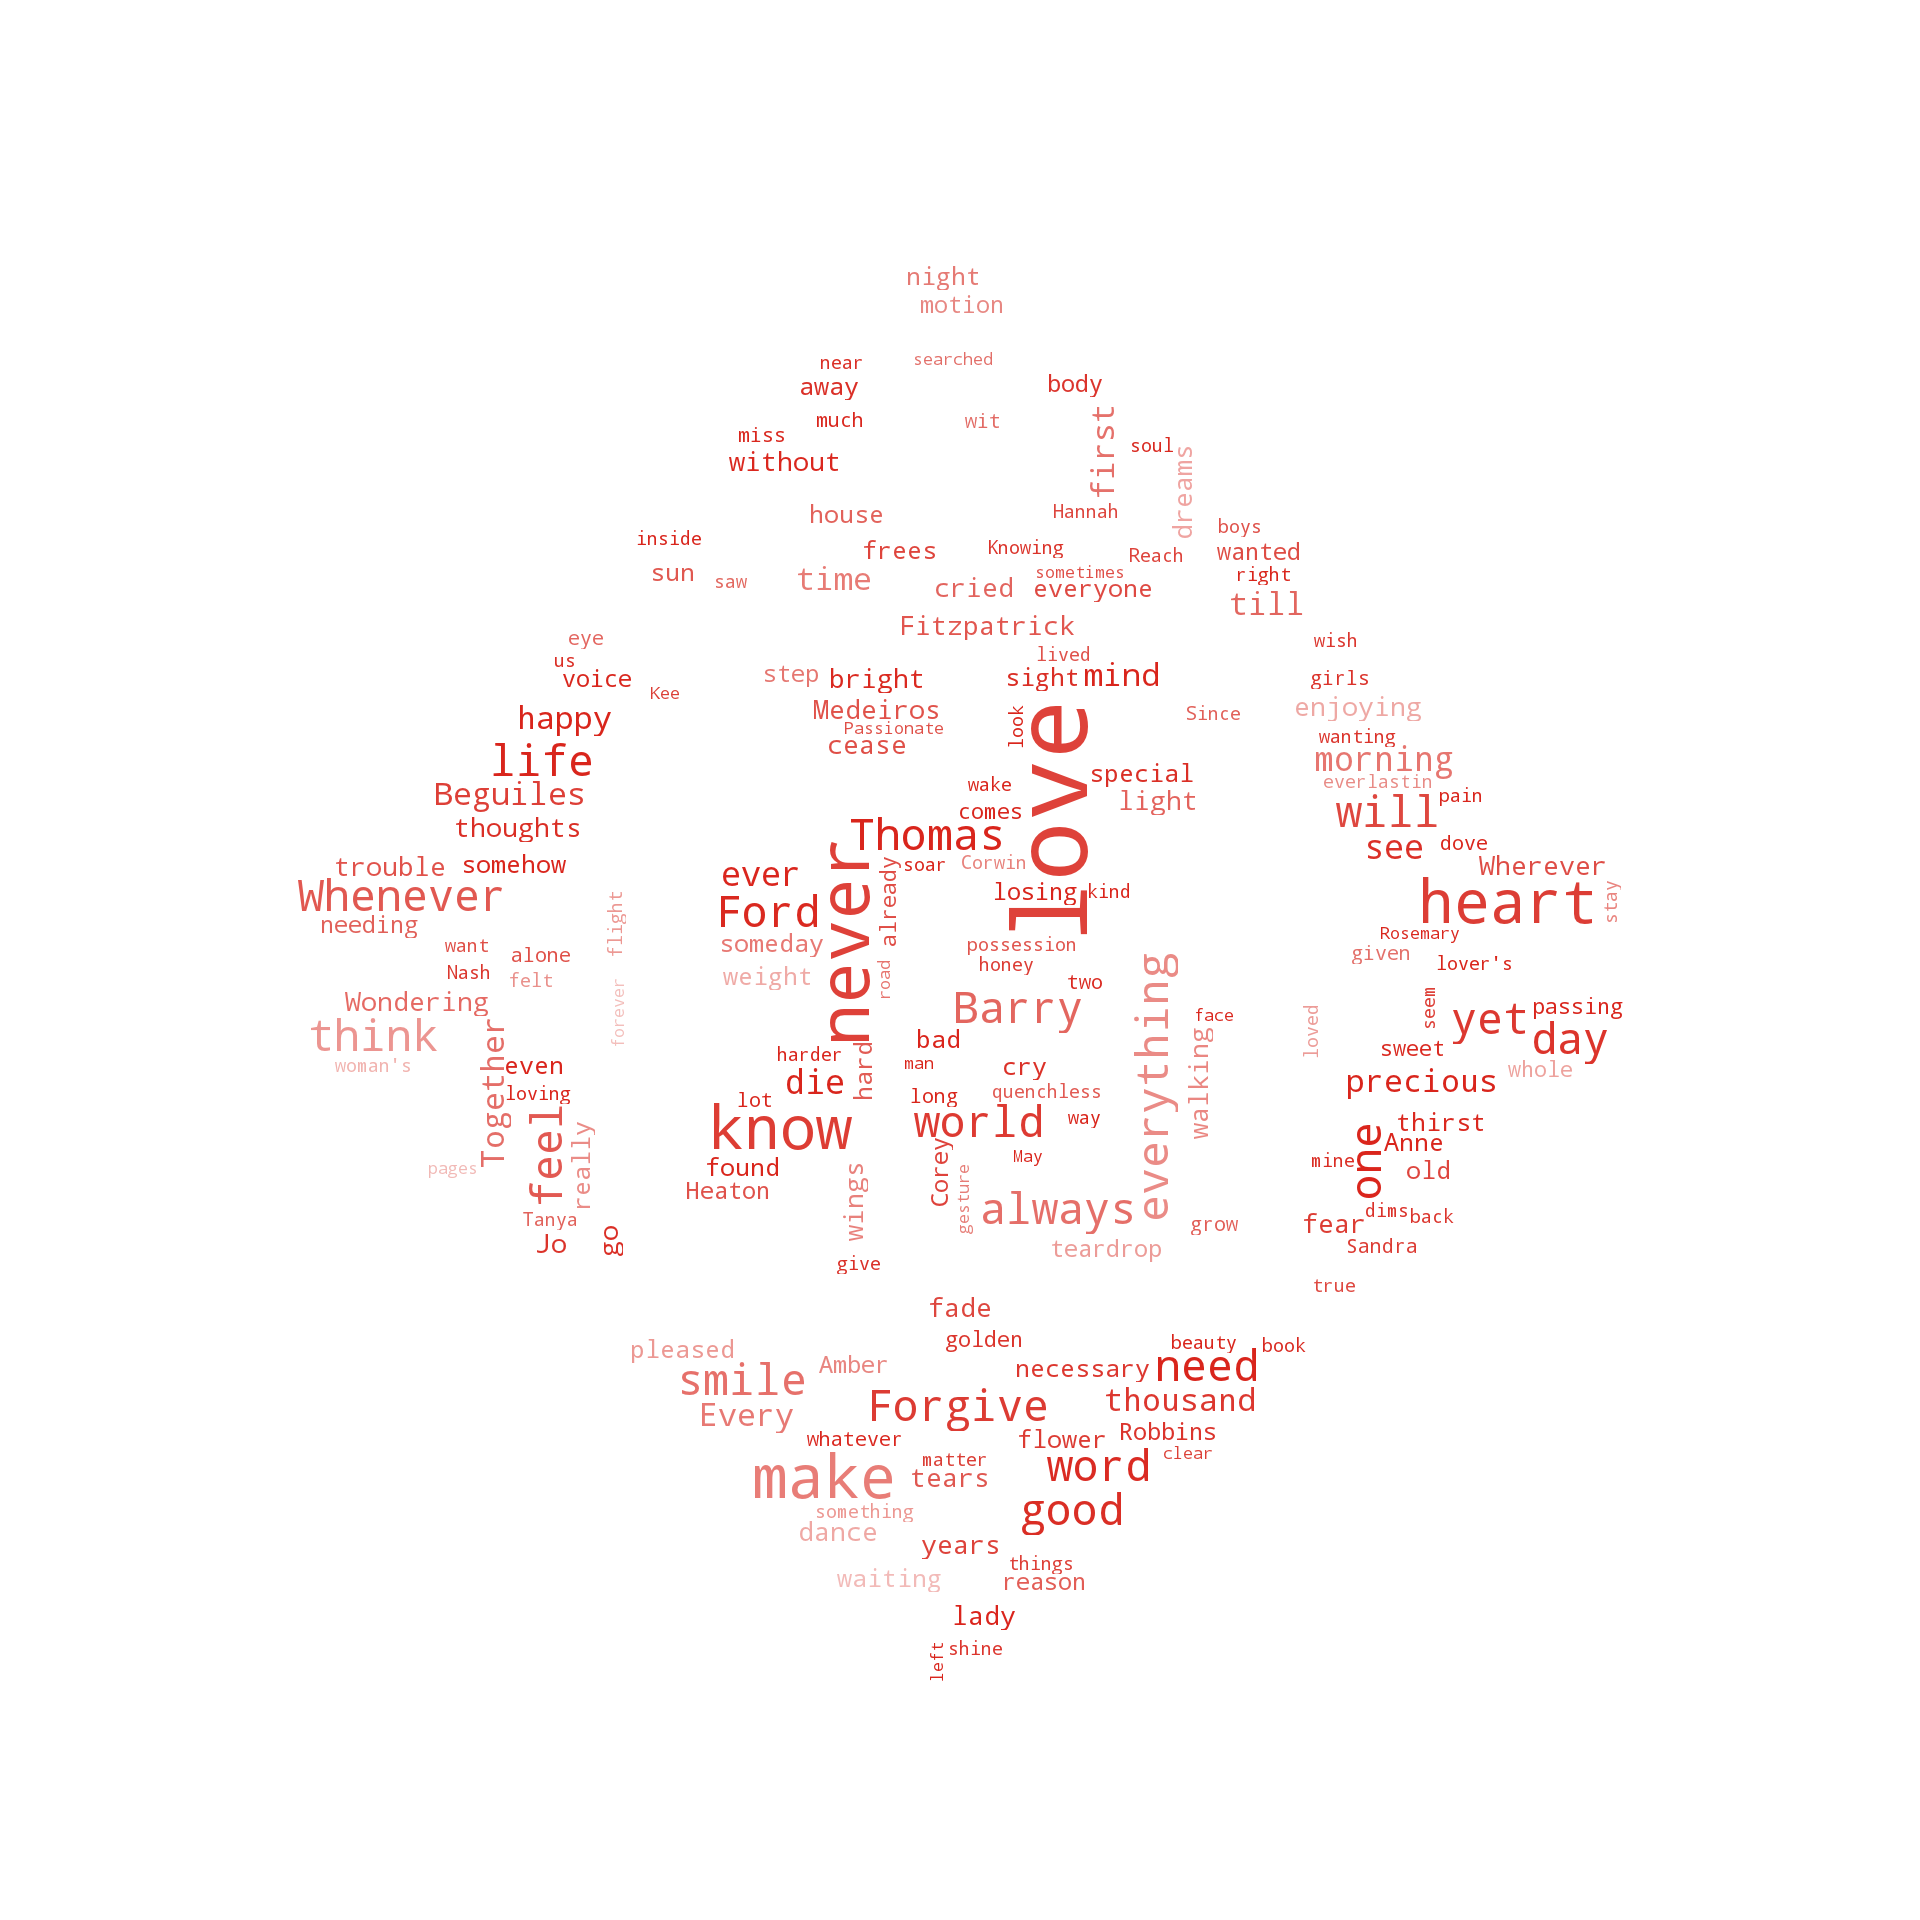 night
motion
near
searched
away
body
much
wit
first
miss
soul
without
dreams
house
Hannah
boys
inside
frees
Knowing
Reach
wanted
sun
saw
time
cried
sometimes
everyone
right
till
Fitzpatrick
eye
us
voice
Kee
step
bright
lived
sight
mind
wish
girls
happy
Medeiros
Passionate
cease
look
love
Since
enjoying
wanting
morning
everlastin
life
Beguiles
thoughts
wake
comes
special
light
will
pain
trouble
somehow
Whenever
needing
ever
Ford
someday
weight
never
Thomas
already
soar
Corwin
losing
kind
see
dove
Wherever
heart
stay
want
Nash
alone
felt
flight
forever
road
possession
honey
two
Rosemary
given
lover's
Wondering
think
woman's
Together
even
loving
Barry
bad
man
everything
face
walking
loved
seem
yet
passing
day
sweet
whole
harder
die
hard
cry
quenchless
precious
lot
know
long
world
way
thirst
Anne
one
mine
old
pages
feel
really
found
Heaton
wings
Corey
May
gesture
always
Tanya
Jo
go
give
teardrop
grow
fear
dims
back
Sandra
true
fade
golden
beauty
book
pleased
smile
Every
Amber
necessary
need
Forgive
thousand
whatever
flower
Robbins
make
matter
tears
word
clear
something
dance
good
years
waiting
things
reason
lady
left
shine